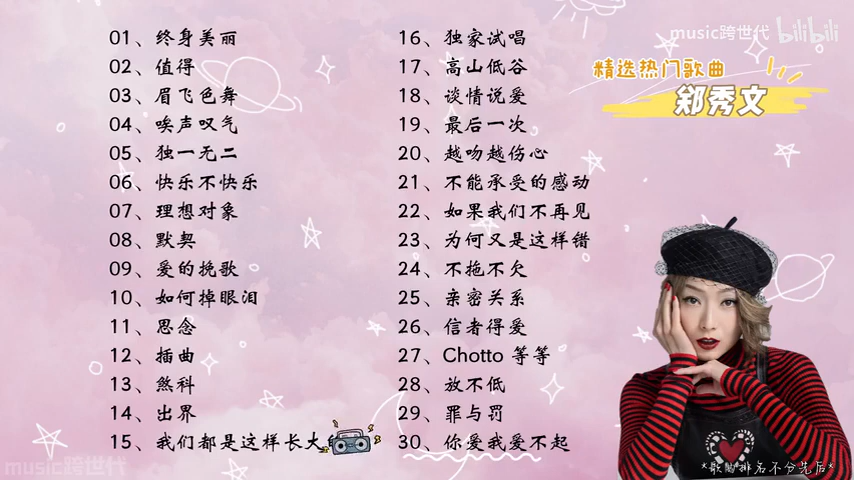 01、终身美丽
02、值得
03、眉飞色舞
04、唉声叹气
05、独一无二
06、快乐不快乐
07、理想对象
08、默契
09、爱的挽歌
10、如何掉眼泪
11、思念
12、插曲
13、煞科
14、出界
15、我们都是这样长大
16、独家试唱
17、高山低谷
18、谈情说爱
19、最后一次
20、越吻越伤心
21、不能承受的感动
22、如果我们不再见
23、为何又是这样错
24、不拖不欠
25、亲密关系
26、信者得爱
27、Chotto 等等
28、放不低
29、罪与罚
30、你爱我爱不起
music跨世代 bilibili
精选热门歌曲
郑秀文
*歌曲排名不分先后*
music跨世代